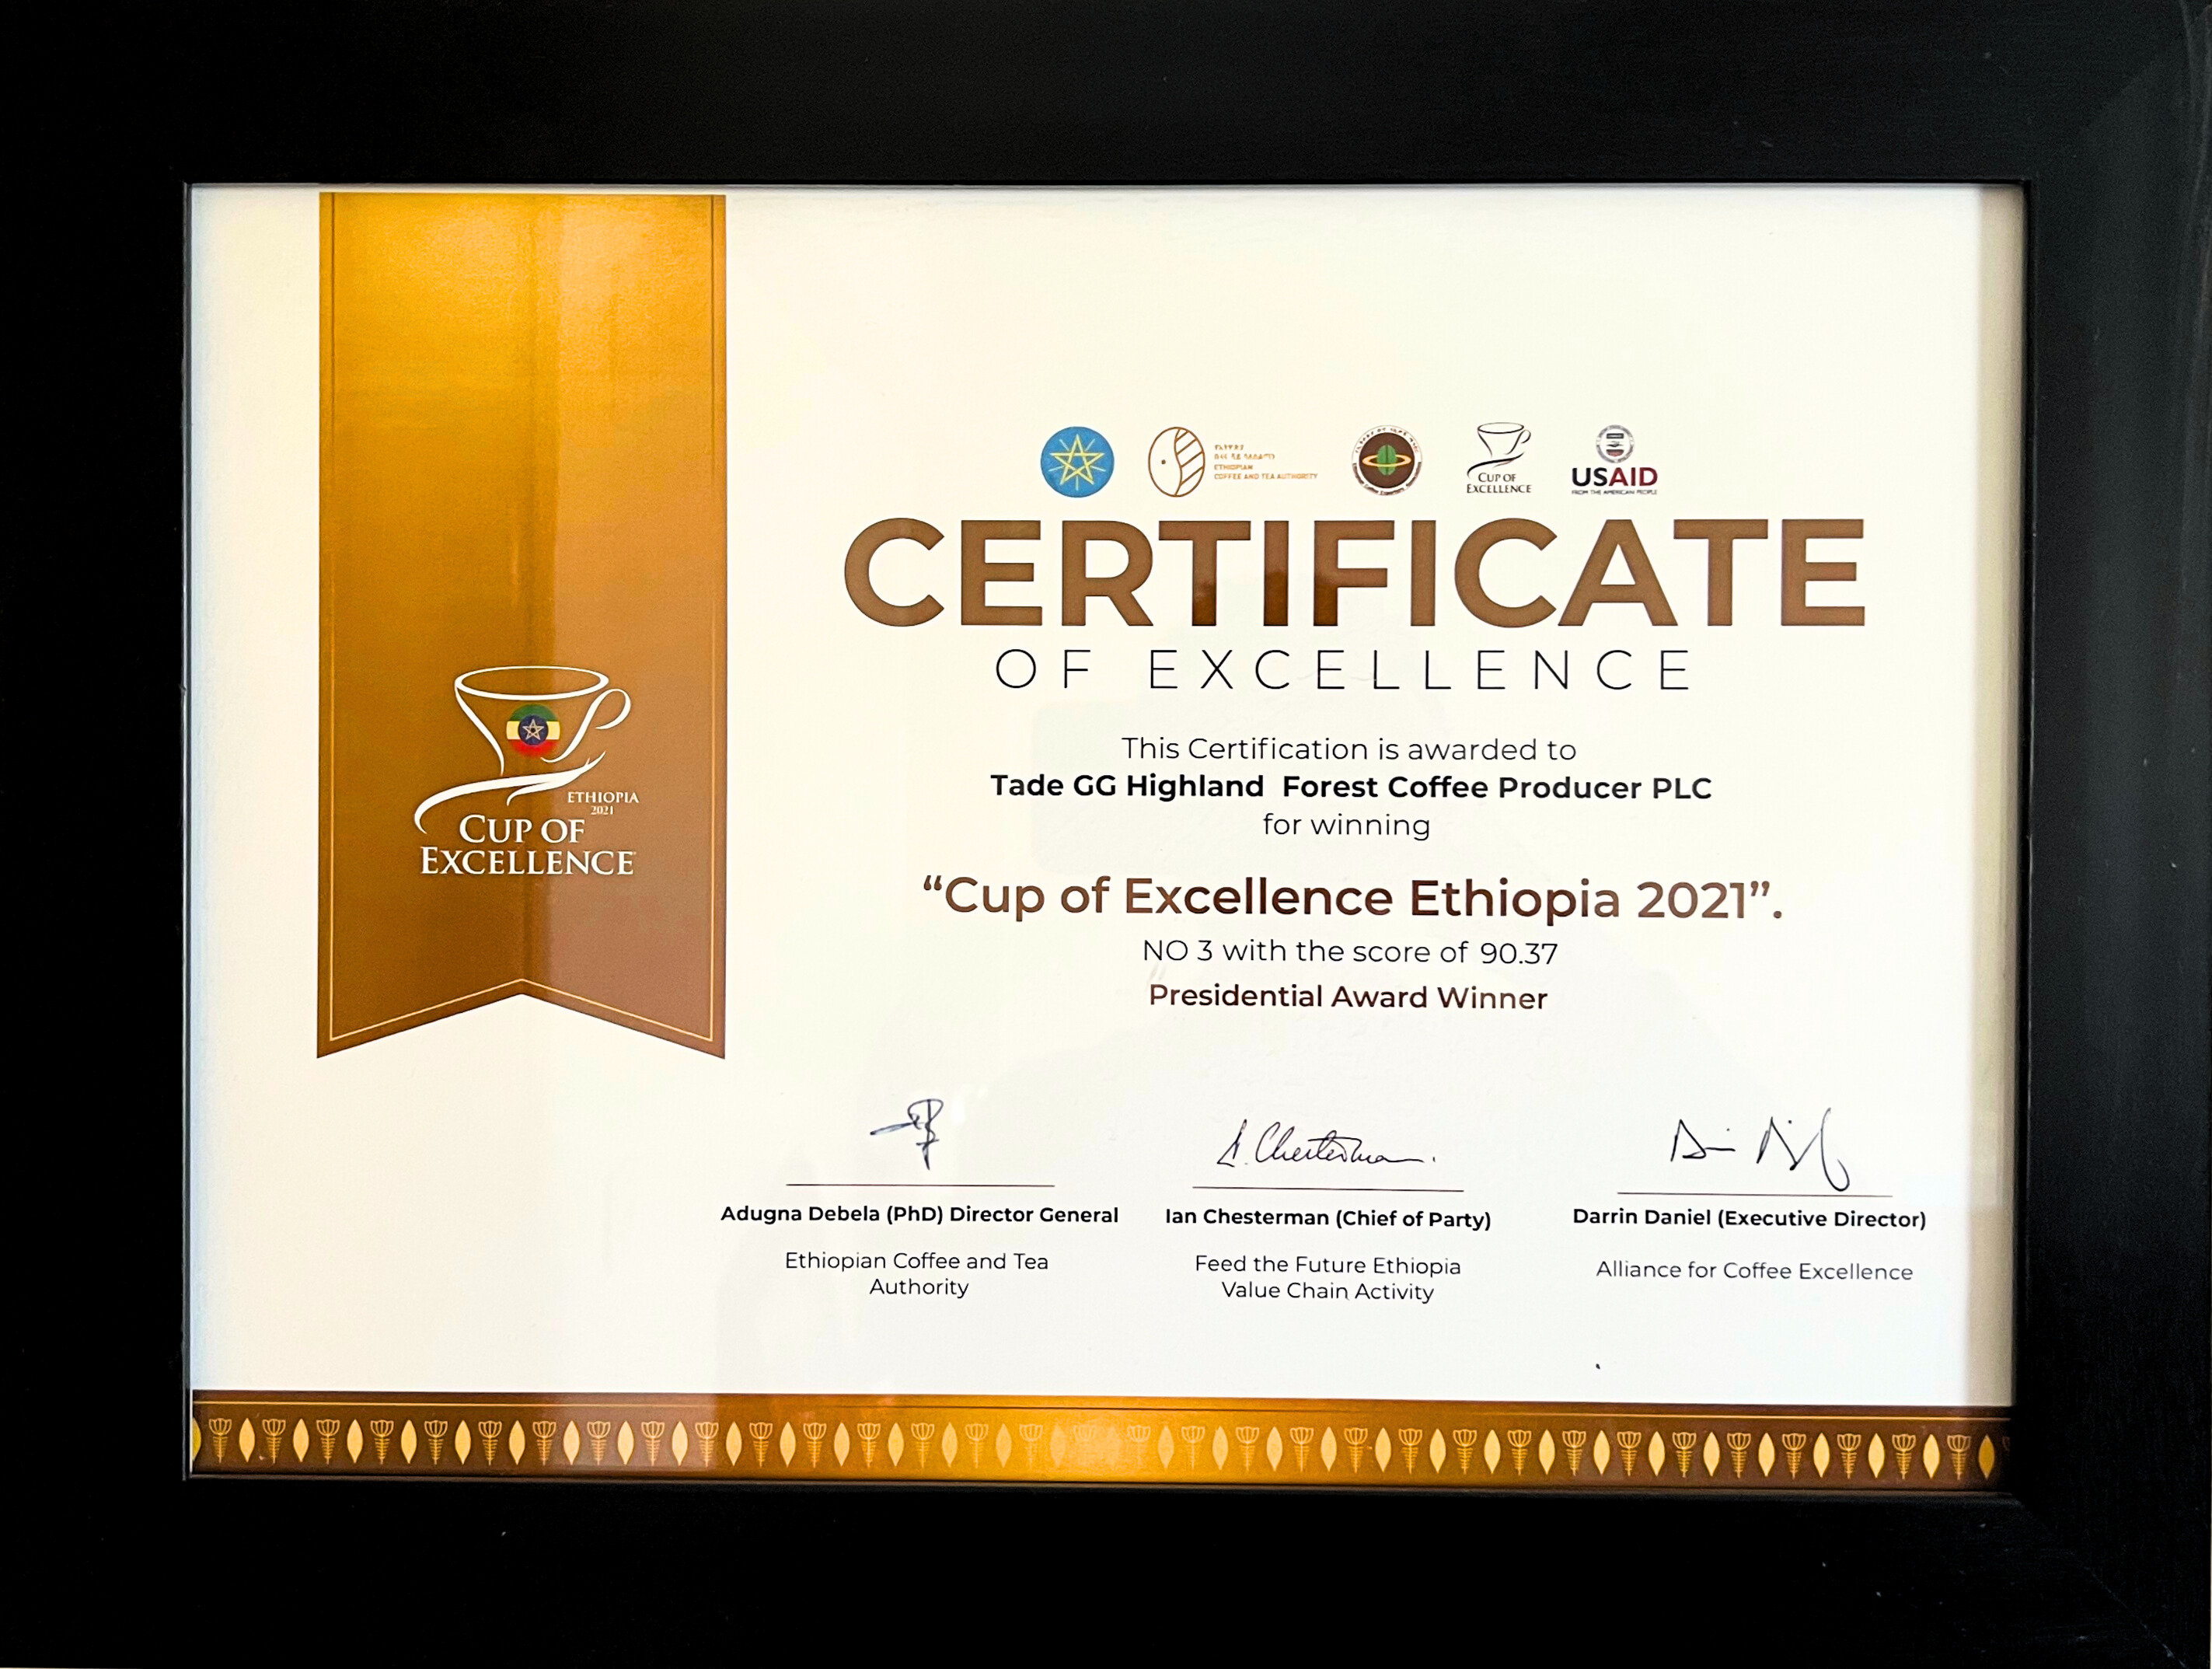 ETHIOPIAN
COFFEE AND TEA AUTHORITY
CUP OF
EXCELLENCE
USAID
FROM THE AMERICAN PEOPLE
CERTIFICATE
OF EXCELLENCE
This Certification is awarded to
Tade GG Highland Forest Coffee Producer PLC
for winning
“Cup of Excellence Ethiopia 2021”.
NO 3 with the score of 90.37
Presidential Award Winner
ETHIOPIA
2021
CUP OF
EXCELLENCE
A. Chesterman.
Adugna Debela (PhD) Director General
Ethiopian Coffee and Tea
Authority
Ian Chesterman (Chief of Party)
Feed the Future Ethiopia
Value Chain Activity
Darrin Daniel (Executive Director)
Alliance for Coffee Excellence